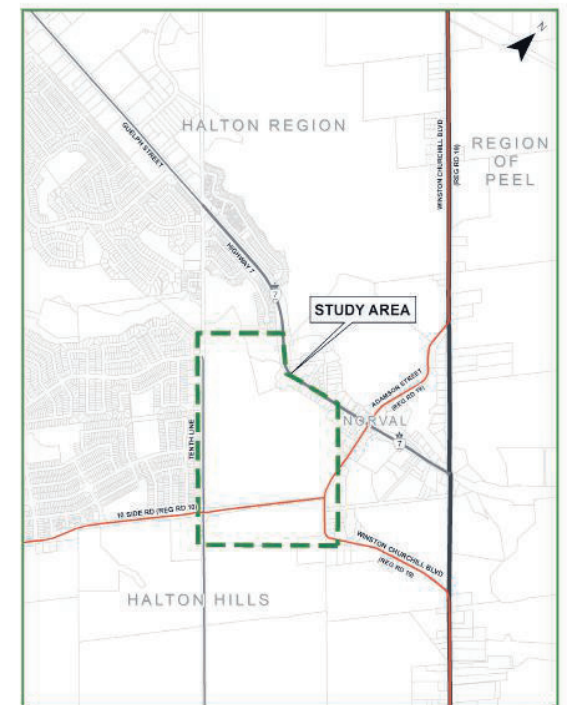 N
GUELPH STREET
HALTON REGION
WINSTON CHURCHILL BLVD
(REG RD 19)
REGION
OF
PEEL
HIGHWAY 7
7
STUDY AREA
ADAMSON STREET
(REG RD 19)
NORVAL
7
TENTH LINE
10 SIDE RD (REG RD 10)
WINSTON CHURCHILL BLVD
(REG RD 19)
HALTON HILLS